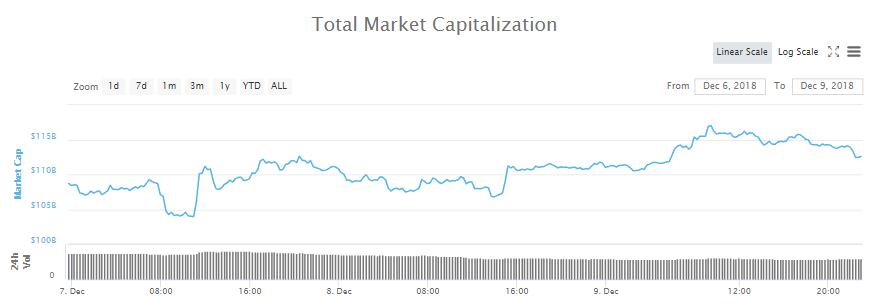 Total Market Capitalization
Linear Scale Log Scale
Zoom 1d 7d 1m 3m 1y YTD ALL From Dec 6, 2018 To Dec 9, 2018
Market Cap
$115B
$110B
$105B
$100B
24h Vol
0
7. Dec 08:00 16:00 8. Dec 08:00 16:00 9. Dec 12:00 20:00